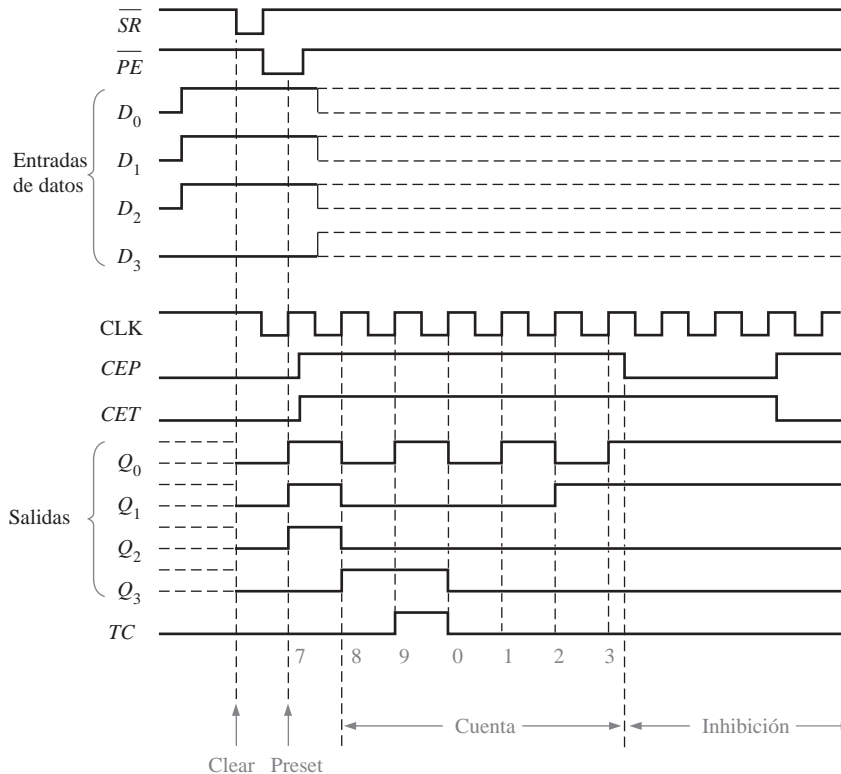 SR
PE
D0
D1
Entradas
de datos
D2
D3
CLK
CEP
CET
Q0
Q1
Salidas
Q2
Q3
TC
7 8 9 0 1 2 3
Cuenta Inhibición
Clear Preset